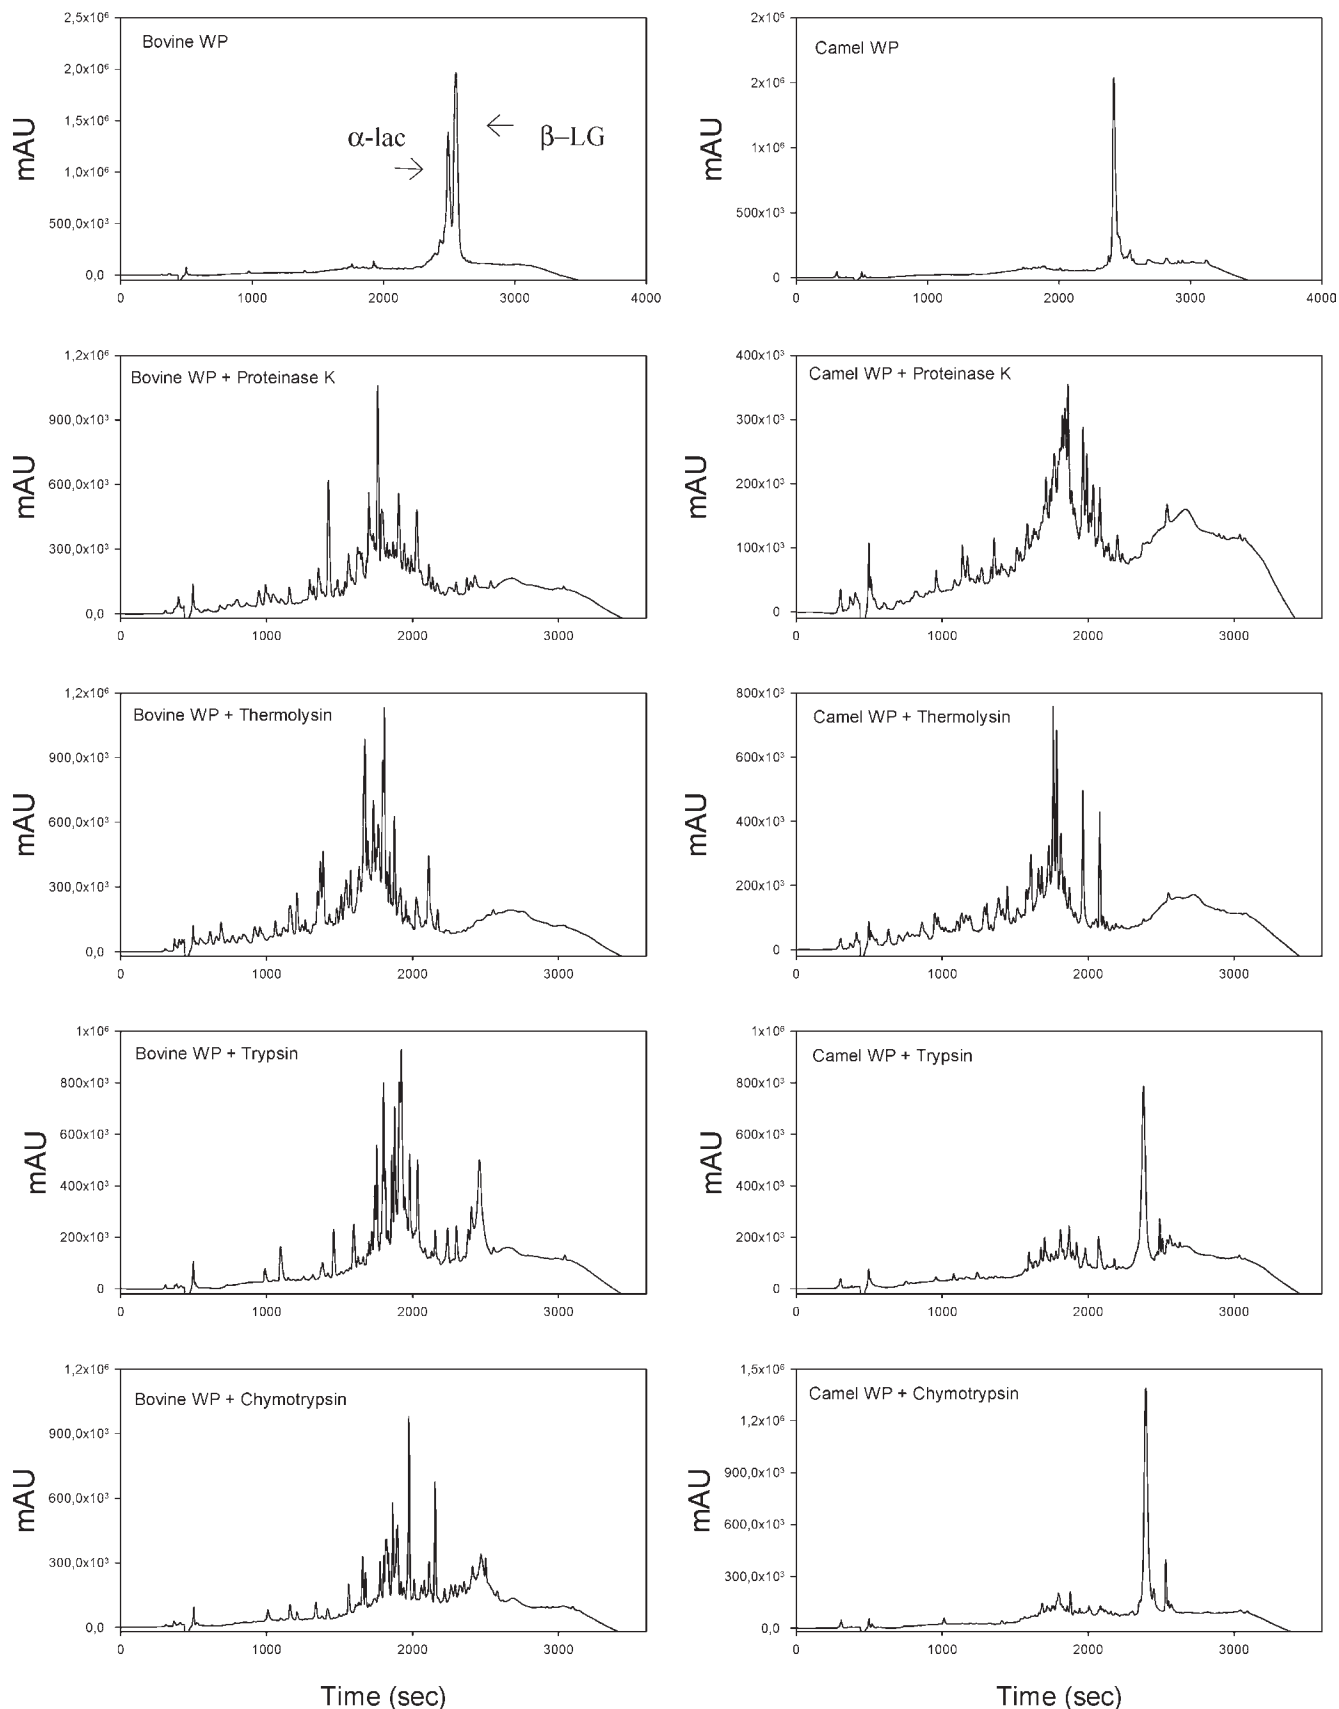 Bovine WP
mAU
2,5x10⁶
2,0x10⁶
1,5x10⁶
1,0x10⁶
500,0x10³
0,0
α-lac
β–LG
0 1000 2000 3000 4000
Camel WP
mAU
2x10⁶
2x10⁶
1x10⁶
500x10³
0
0 1000 2000 3000 4000
Bovine WP + Proteinase K
mAU
1,2x10⁶
900,0x10³
600,0x10³
300,0x10³
0,0
0 1000 2000 3000
Camel WP + Proteinase K
mAU
400x10³
300x10³
200x10³
100x10³
0
0 1000 2000 3000
Bovine WP + Thermolysin
mAU
1,2x10⁶
900,0x10³
600,0x10³
300,0x10³
0,0
0 1000 2000 3000
Camel WP + Thermolysin
mAU
800x10³
600x10³
400x10³
200x10³
0
0 1000 2000 3000
Bovine WP + Trypsin
mAU
1x10⁶
800x10³
600x10³
400x10³
200x10³
0
0 1000 2000 3000
Camel WP + Trypsin
mAU
1x10⁶
800x10³
600x10³
400x10³
200x10³
0
0 1000 2000 3000
Bovine WP + Chymotrypsin
mAU
1,2x10⁶
900,0x10³
600,0x10³
300,0x10³
0,0
0 1000 2000 3000
Time (sec)
Camel WP + Chymotrypsin
mAU
1,5x10⁶
1,2x10⁶
900,0x10³
600,0x10³
300,0x10³
0,0
0 1000 2000 3000
Time (sec)